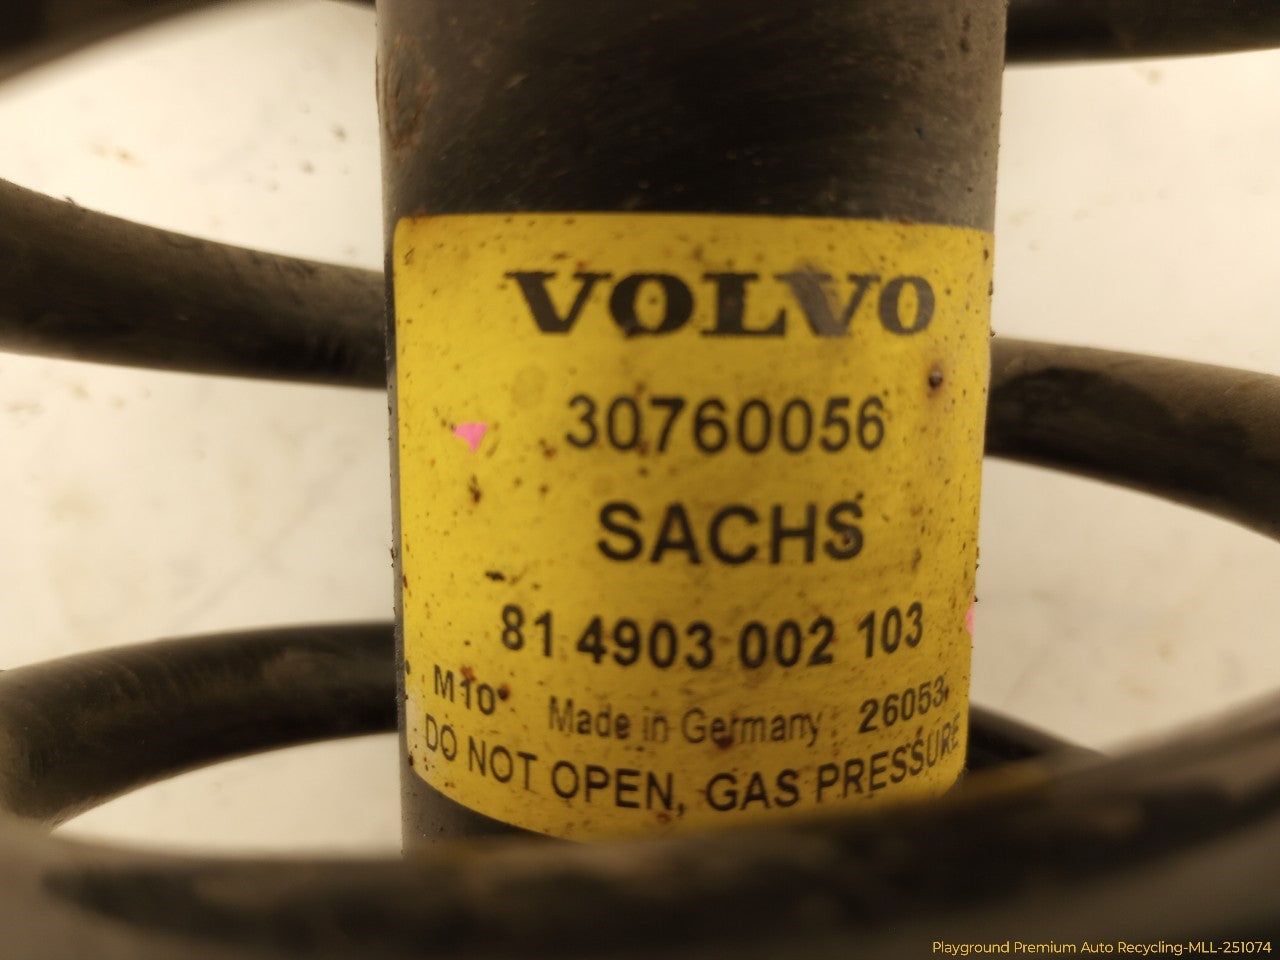 VOLVO
30760056
SACHS
81 4903 002 103
M10 Made in Germany 26053
DO NOT OPEN, GAS PRESSURE
Playground Premium Auto Recycling-MLL-251074